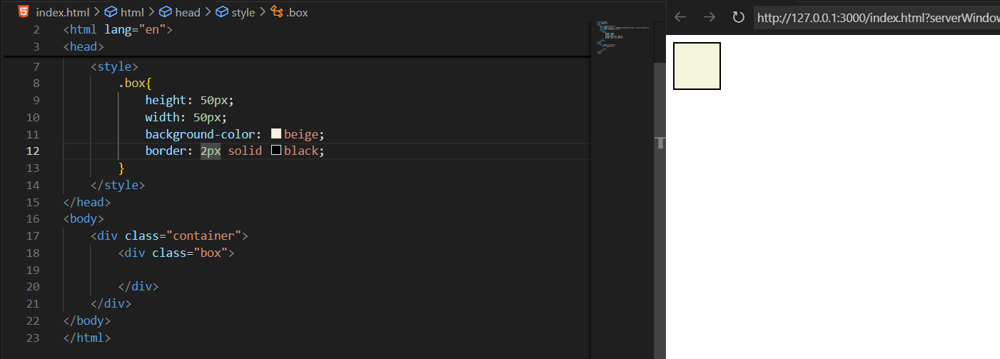 index.html > html > head > style > .box
2 <html lang="en">
3 <head>
7 <style>
8 .box{
9 height: 50px;
10 width: 50px;
11 background-color: beige;
12 border: 2px solid black;
13 }
14 </style>
15 </head>
16 <body>
17 <div class="container">
18 <div class="box">
19
20 </div>
21 </div>
22 </body>
23 </html>
http://127.0.0.1:3000/index.html?serverWindow